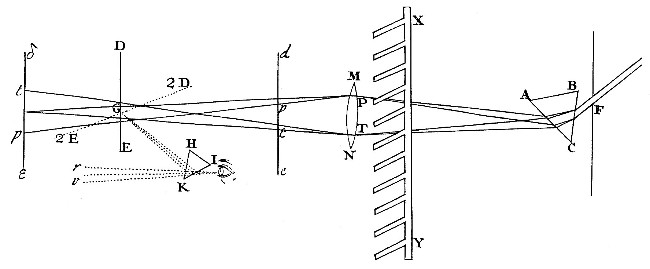 δ D d X
2 D M
t G P A B
p F
p t T
2 E E N C
ε H I
r K
v e
Y